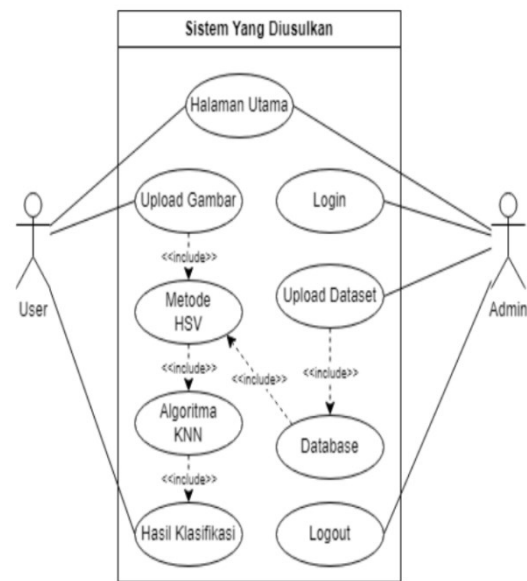 Sistem Yang Diusulkan
Halaman Utama
Upload Gambar
Login
<<include>>
User
Metode
HSV
Upload Dataset
Admin
<<include>>
<<include>>
<<include>>
Algoritma
KNN
Database
<<include>>
Hasil Klasifikasi
Logout